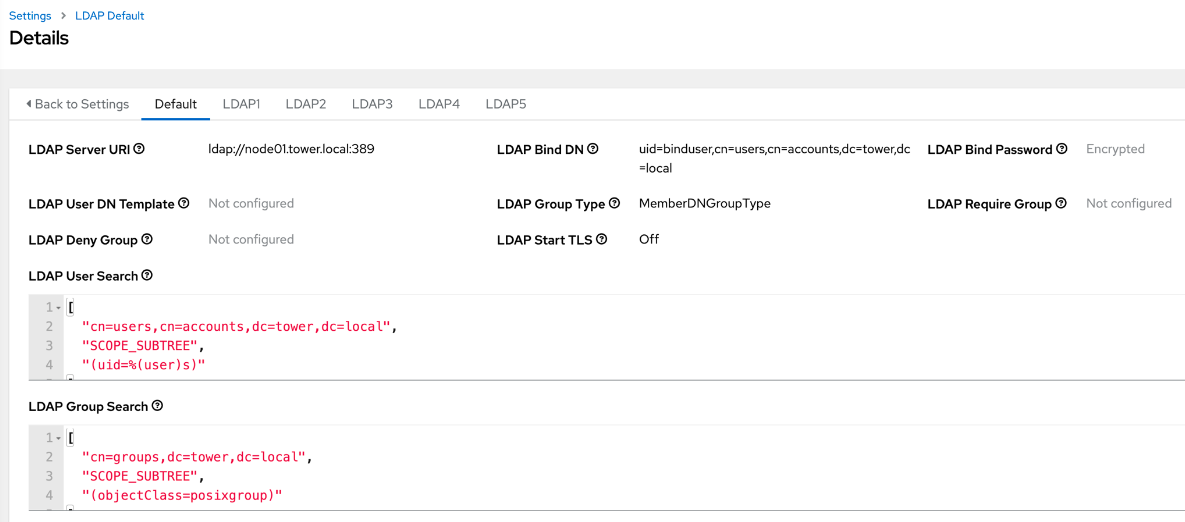 Settings > LDAP Default
Details
Back to Settings Default LDAP1 LDAP2 LDAP3 LDAP4 LDAP5
LDAP Server URI ldap://node01.tower.local:389 LDAP Bind DN uid=binduser,cn=users,cn=accounts,dc=tower,dc LDAP Bind Password Encrypted
=local
LDAP User DN Template Not configured LDAP Group Type MemberDNGroupType LDAP Require Group Not configured
LDAP Deny Group Not configured LDAP Start TLS Off
LDAP User Search
1 [
2 "cn=users,cn=accounts,dc=tower,dc=local",
3 "SCOPE_SUBTREE",
4 "(uid=%(user)s)"
LDAP Group Search
1 [
2 "cn=groups,dc=tower,dc=local",
3 "SCOPE_SUBTREE",
4 "(objectClass=posixgroup)"